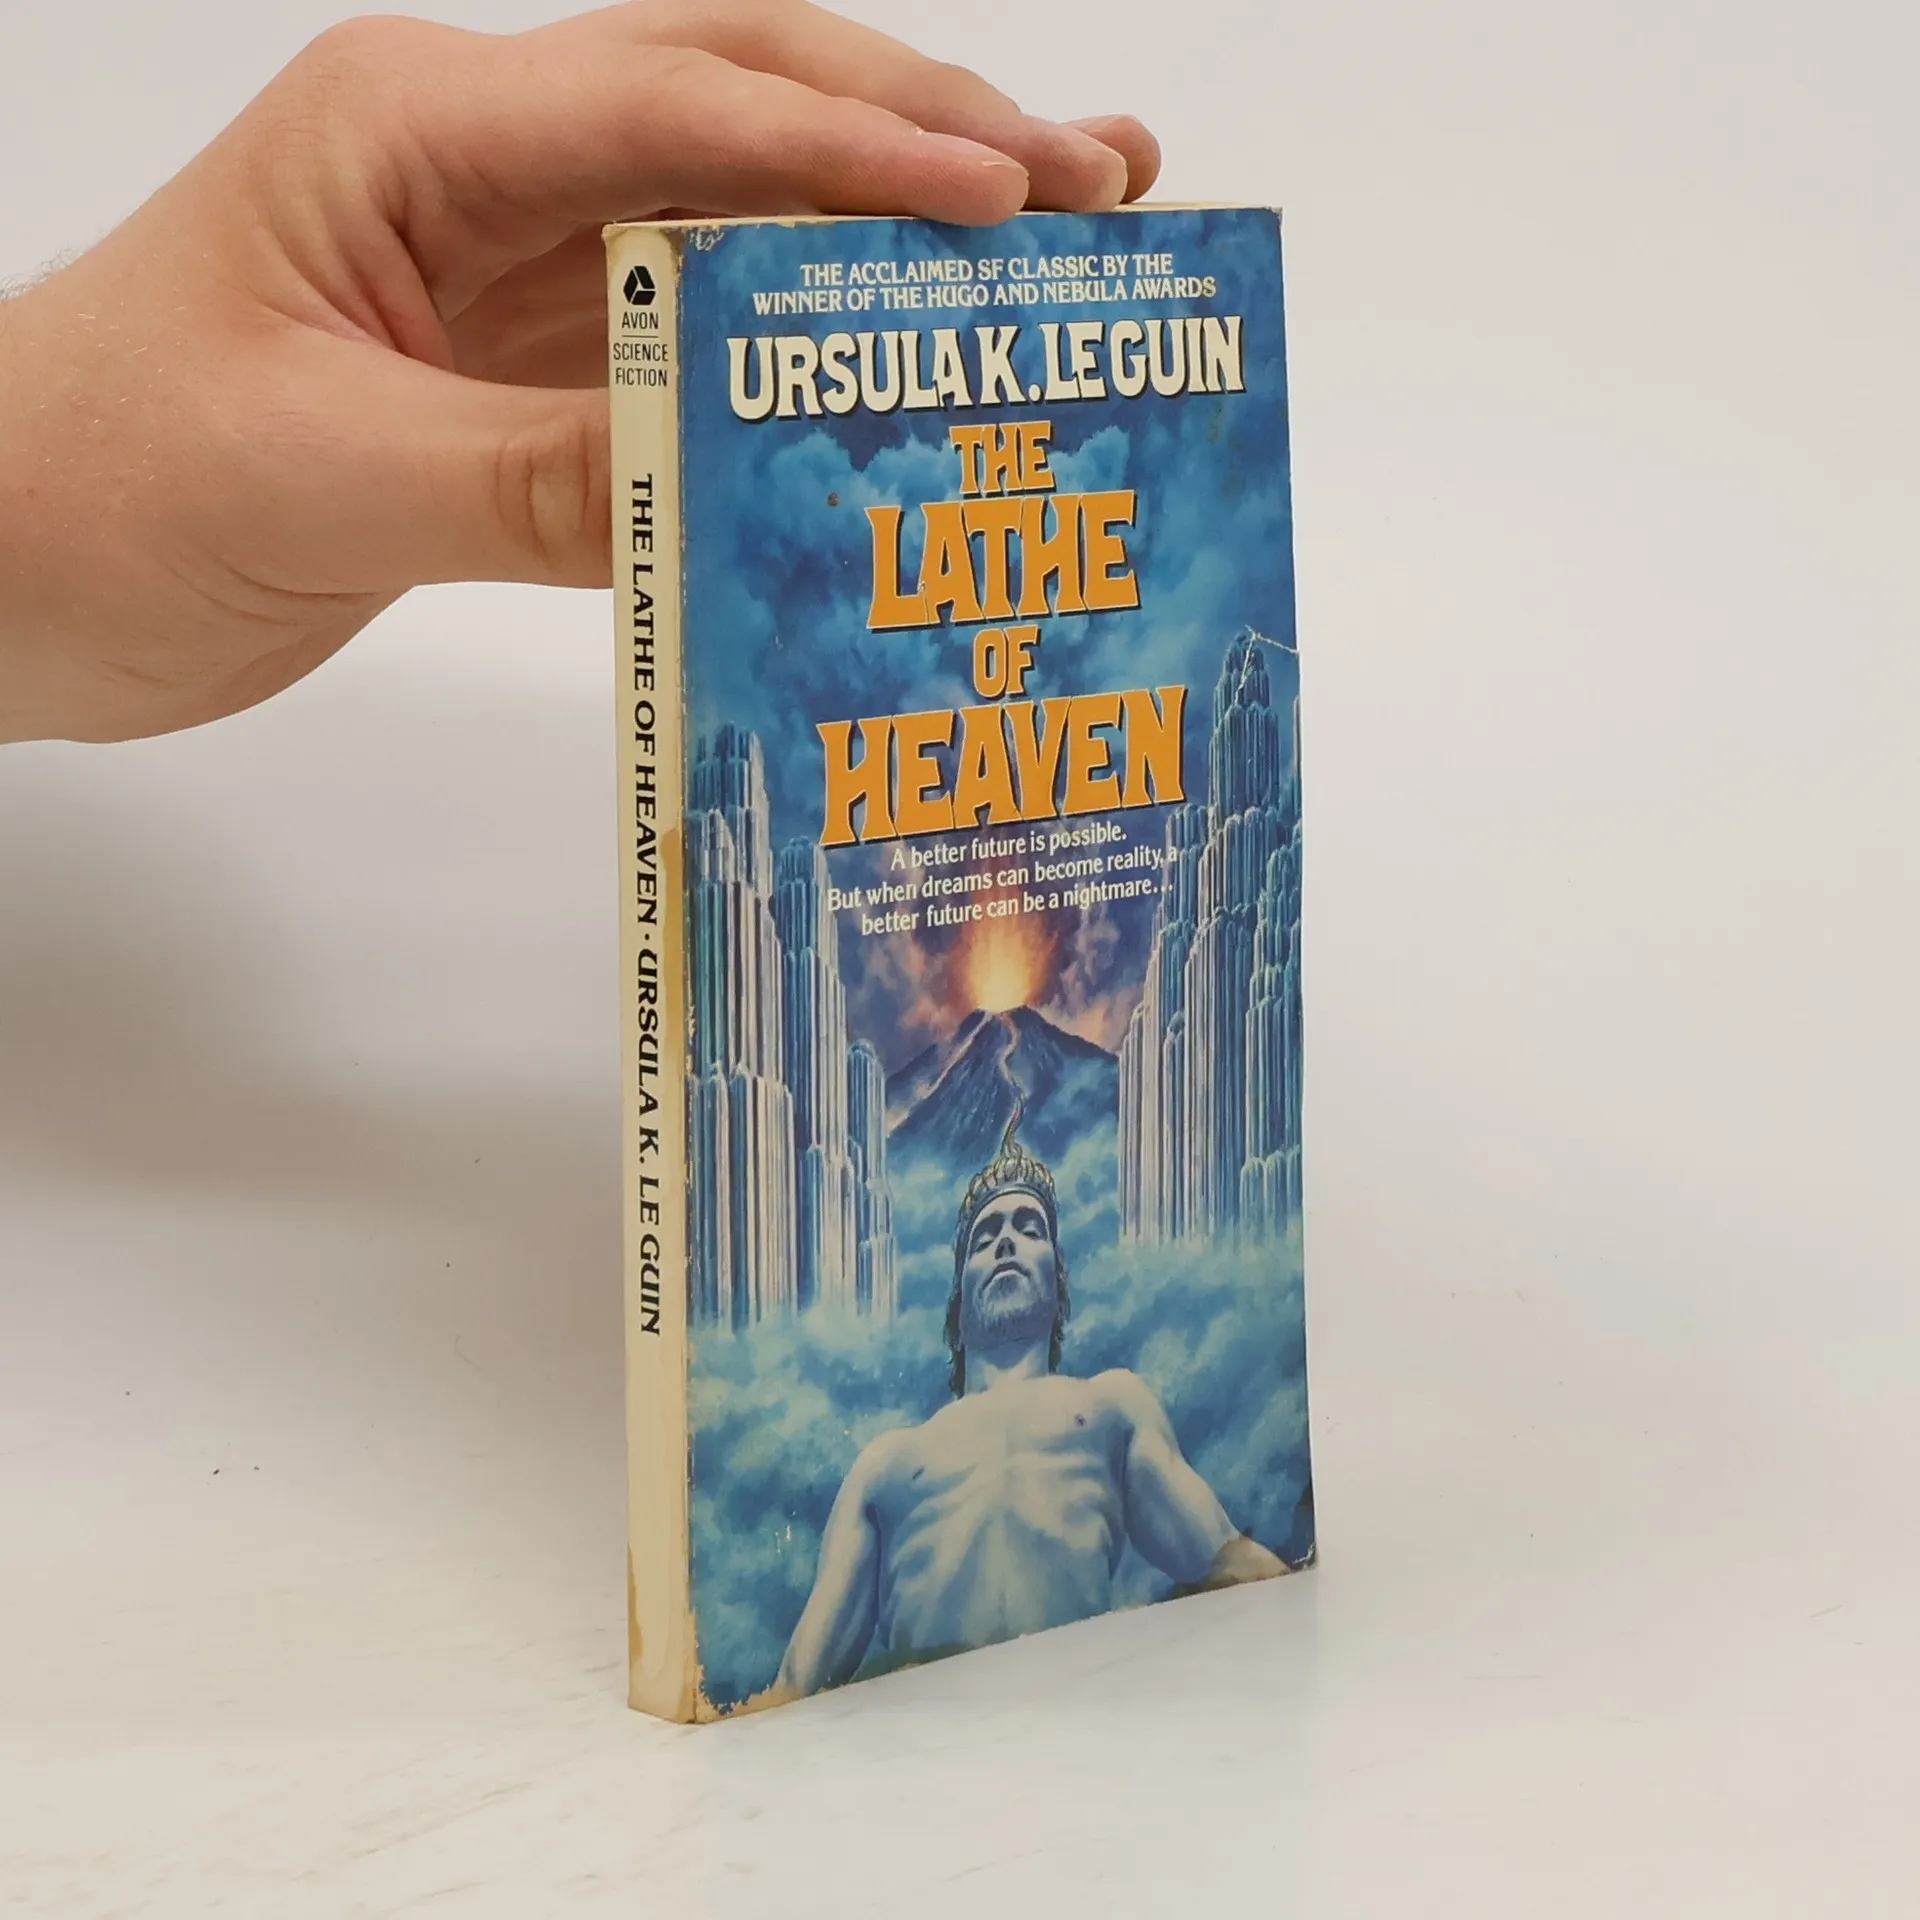 AVON
SCIENCE
FICTION
THE LATHE OF HEAVEN · URSULA K. LE GUIN
THE ACCLAIMED SF CLASSIC BY THE
WINNER OF THE HUGO AND NEBULA AWARDS
URSULA K. LE GUIN
THE
LATHE
OF
HEAVEN
A better future is possible.
But when dreams can become reality, a
better future can be a nightmare...